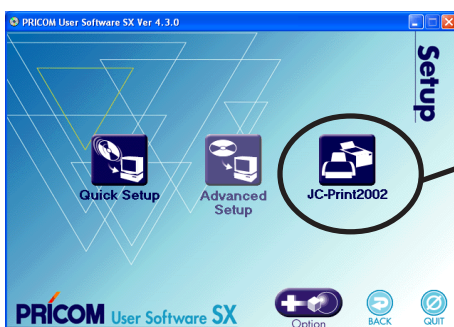 PRICOM User Software SX Ver 4.3.0
Setup
Quick Setup
Advanced
Setup
JC-Print2002
PRICOM User Software SX
Option
BACK
QUIT